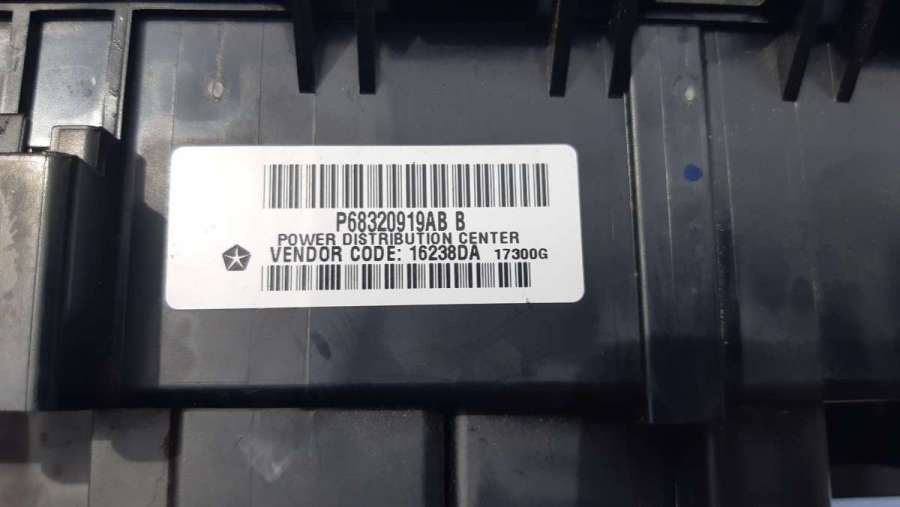 P68320919AB B
POWER DISTRIBUTION CENTER
VENDOR CODE: 16238DA 17300G